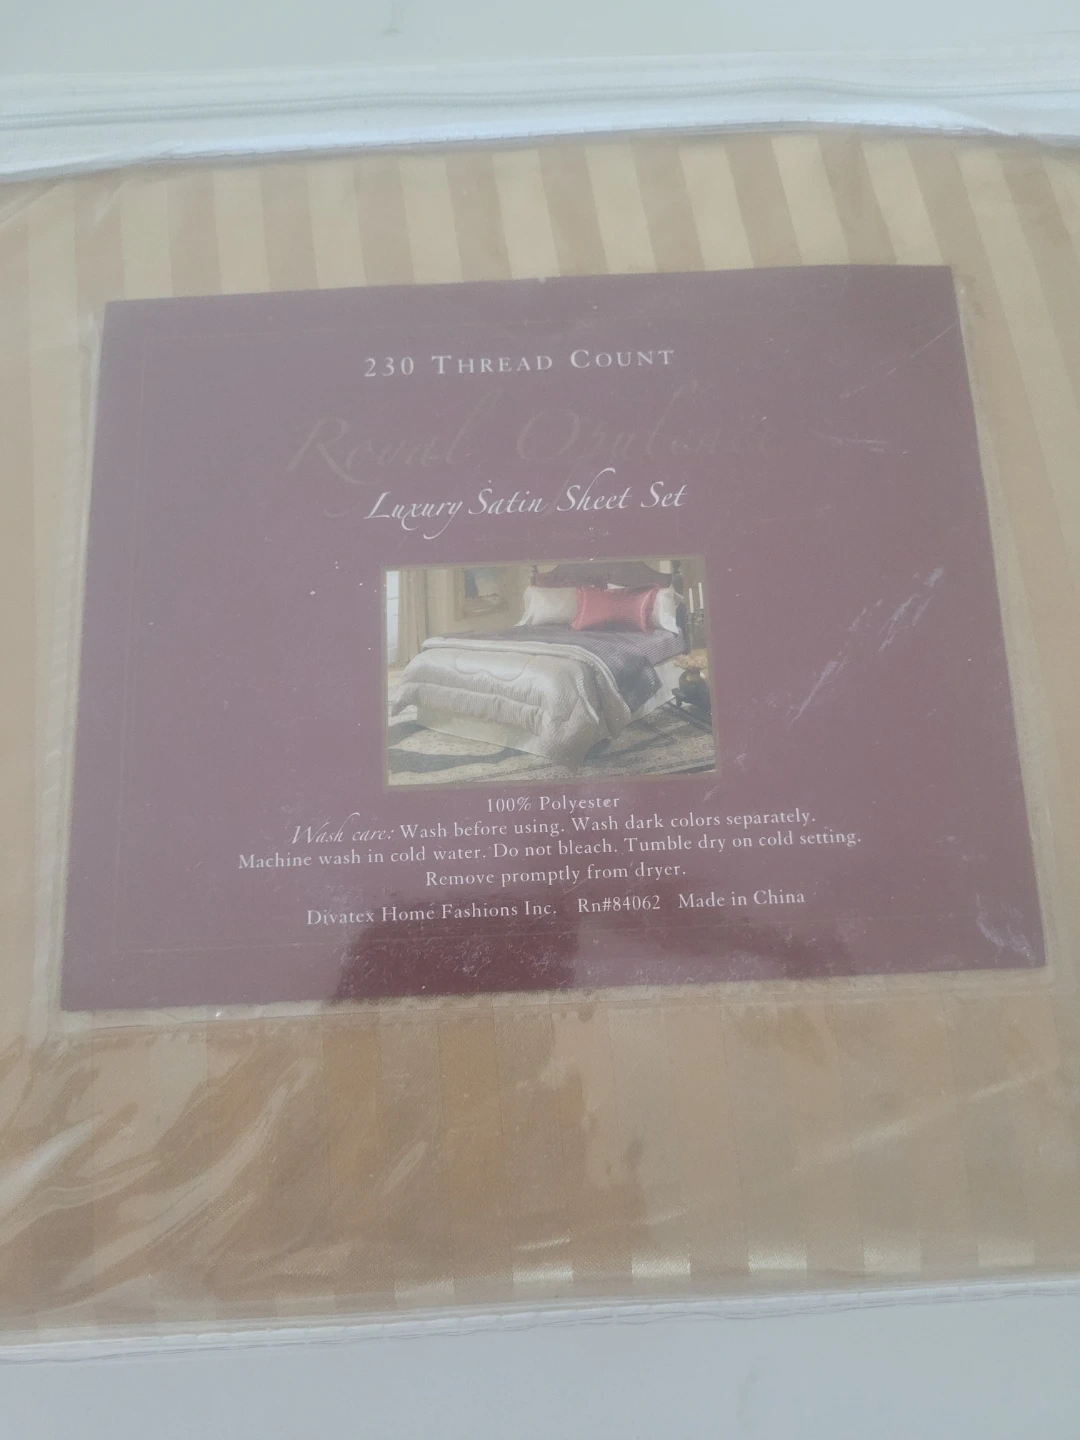 230 Thread Count
Royal Opulence
Luxury Satin Sheet Set
100% Polyester
Wash care: Wash before using. Wash dark colors separately.
Machine wash in cold water. Do not bleach. Tumble dry on cold setting.
Remove promptly from dryer.
Divatex Home Fashions Inc. Rn#84062 Made in China